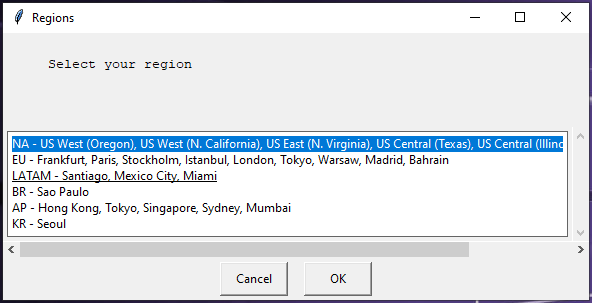 Regions
Select your region
NA - US West (Oregon), US West (N. California), US East (N. Virginia), US Central (Texas), US Central (Illinc
EU - Frankfurt, Paris, Stockholm, Istanbul, London, Tokyo, Warsaw, Madrid, Bahrain
LATAM - Santiago, Mexico City, Miami
BR - Sao Paulo
AP - Hong Kong, Tokyo, Singapore, Sydney, Mumbai
KR - Seoul
Cancel OK